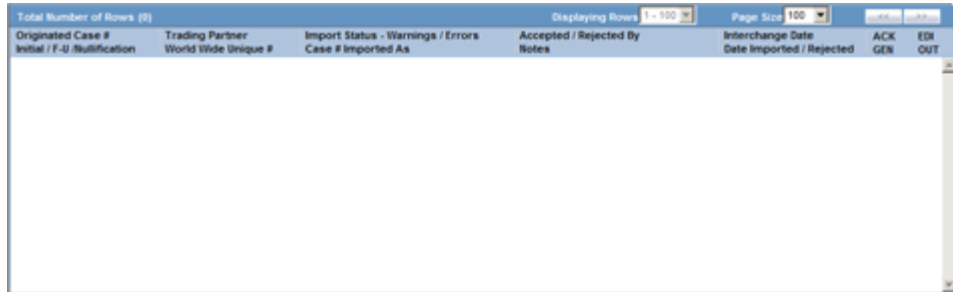 Total Number of Rows (0) Displaying Rows 1 - 100 Page Size 100 << >>
Originated Case # Trading Partner Import Status - Warnings / Errors Accepted / Rejected By Interchange Date ACK EDI
Initial / F-U /Nullification World Wide Unique # Case # Imported As Notes Date Imported / Rejected GEN OUT